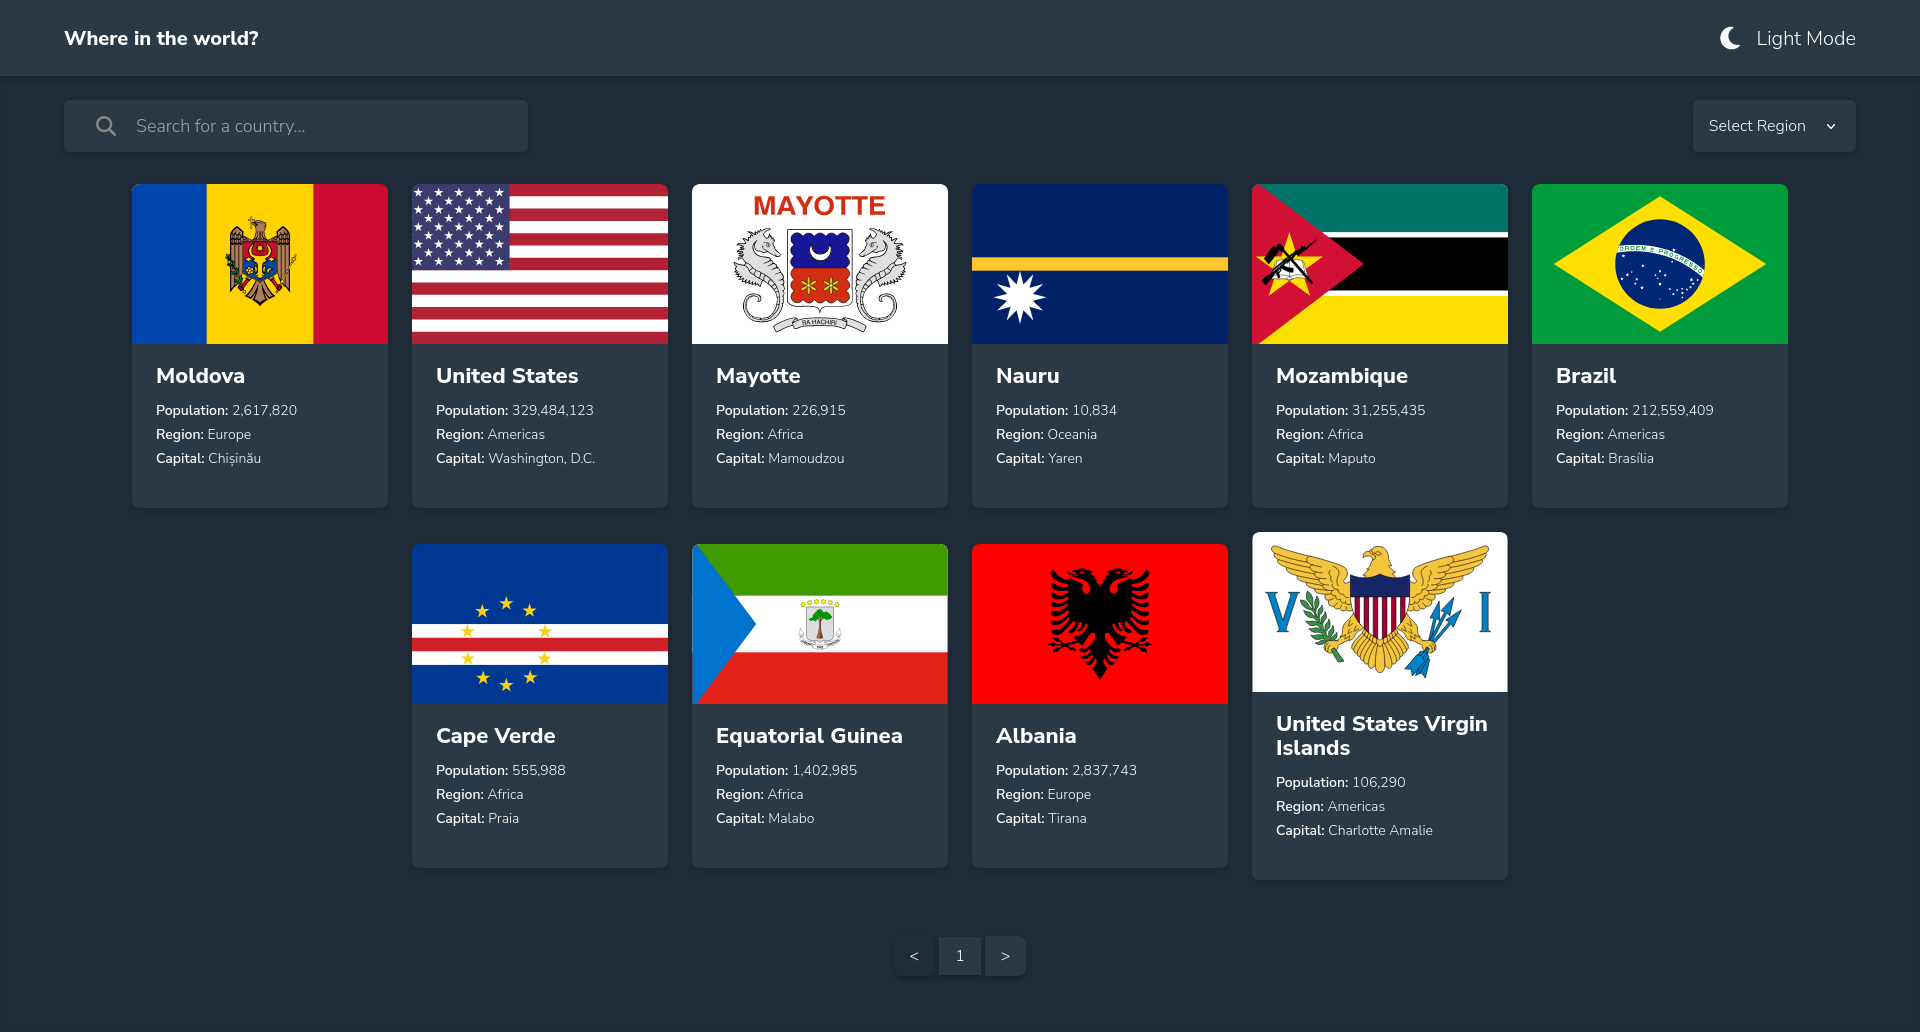 Where in the world?
Light Mode
Search for a country...
Select Region
MAYOTTE
RA HACHIRI
ORDEM E PROGRESSO
Moldova
Population: 2,617,820
Region: Europe
Capital: Chișinău
United States
Population: 329,484,123
Region: Americas
Capital: Washington, D.C.
Mayotte
Population: 226,915
Region: Africa
Capital: Mamoudzou
Nauru
Population: 10,834
Region: Oceania
Capital: Yaren
Mozambique
Population: 31,255,435
Region: Africa
Capital: Maputo
Brazil
Population: 212,559,409
Region: Americas
Capital: Brasília
V I
Cape Verde
Population: 555,988
Region: Africa
Capital: Praia
Equatorial Guinea
Population: 1,402,985
Region: Africa
Capital: Malabo
Albania
Population: 2,837,743
Region: Europe
Capital: Tirana
United States Virgin
Islands
Population: 106,290
Region: Americas
Capital: Charlotte Amalie
< 1 >